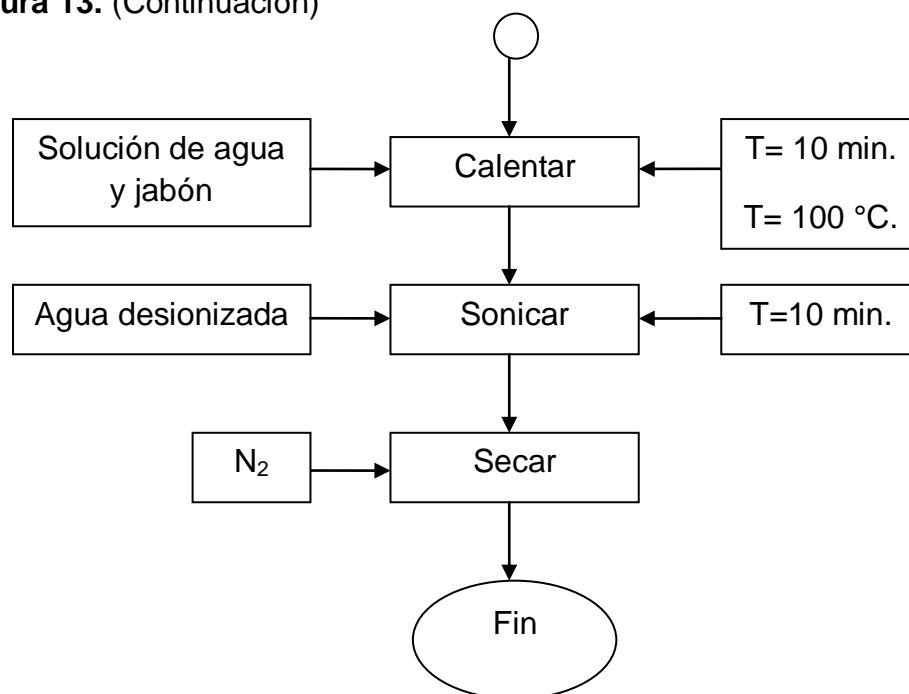 ura 13. (Continuación)
Solución de agua
y jabón
Calentar
T= 10 min.
T= 100 °C.
Agua desionizada
Sonicar
T=10 min.
N₂
Secar
Fin